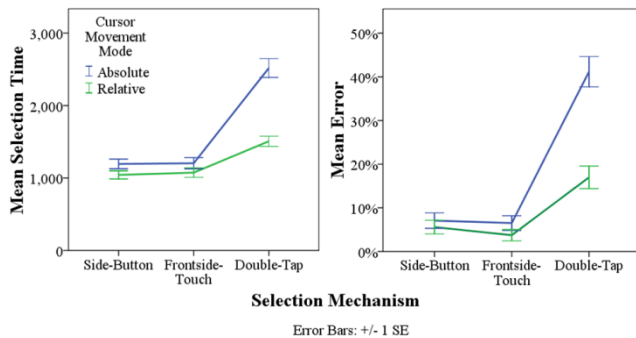 Cursor
Movement
Mode
Absolute
Relative
Mean Selection Time
3,000
2,000
1,000
0
Side-Button
Frontside-
Touch
Double-Tap
Mean Error
50%
40%
30%
20%
10%
0%
Side-Button
Frontside-
Touch
Double-Tap
Selection Mechanism
Error Bars: +/- 1 SE